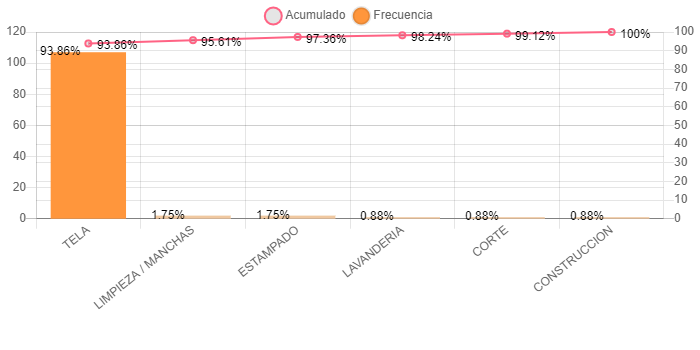 Acumulado Frecuencia
120 100
93.86% 93.86% 95.61% 97.36% 98.24% 99.12% 100%
90
100
80
80 70
60
60 50
40
40 30
20
20 10
1.75% 1.75% 0.88% 0.88% 0.88%
0 0
TELA
LIMPIEZA / MANCHAS
ESTAMPADO
LAVANDERIA
CORTE
CONSTRUCCION